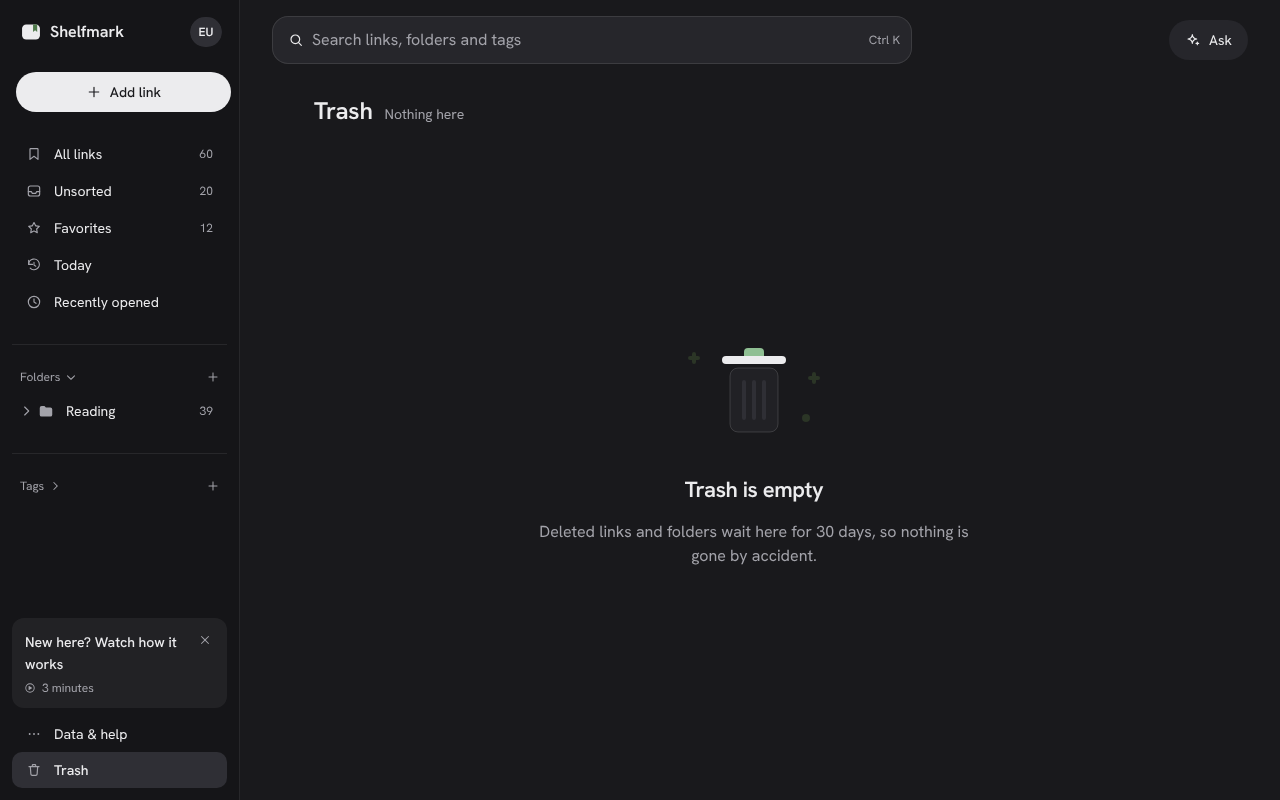 Shelfmark
EU
Add link
All links 60
Unsorted 20
Favorites 12
Today
Recently opened
Folders
Reading 39
Tags
New here? Watch how it
works
3 minutes
Data & help
Trash
Search links, folders and tags Ctrl K
Ask
Trash Nothing here
Trash is empty
Deleted links and folders wait here for 30 days, so nothing is
gone by accident.